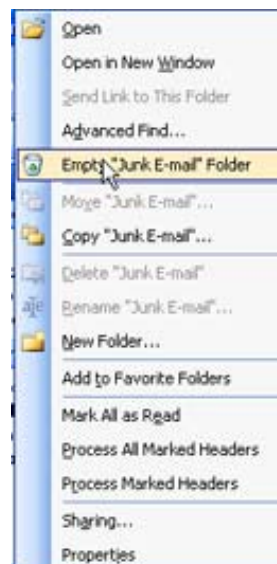 Open
Open in New Window
Send Link to This Folder
Advanced Find...
Empty "Junk E-mail" Folder
Move "Junk E-mail"...
Copy "Junk E-mail"...
Delete "Junk E-mail"
Rename "Junk E-mail"...
New Folder...
Add to Favorite Folders
Mark All as Read
Process All Marked Headers
Process Marked Headers
Sharing...
Properties